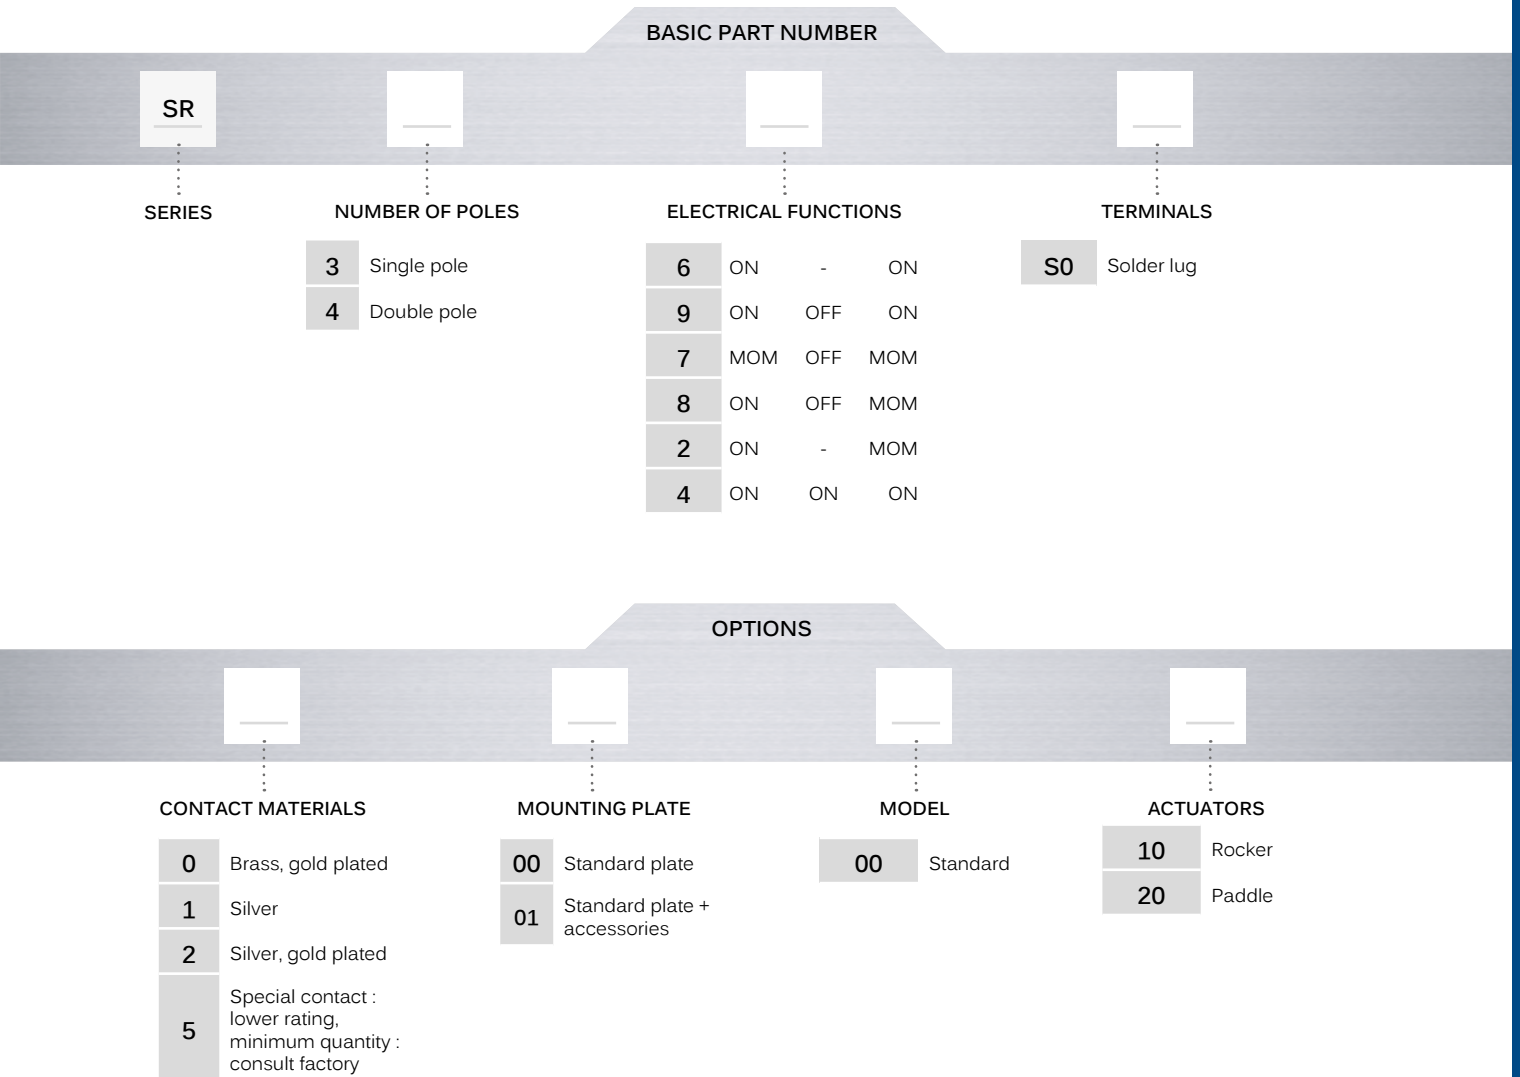 BASIC PART NUMBER
SR
SERIES
NUMBER OF POLES
3 Single pole
4 Double pole
ELECTRICAL FUNCTIONS
6 ON - ON
9 ON OFF ON
7 MOM OFF MOM
8 ON OFF MOM
2 ON - MOM
4 ON ON ON
TERMINALS
S0 Solder lug
OPTIONS
CONTACT MATERIALS
0 Brass, gold plated
1 Silver
2 Silver, gold plated
5 Special contact :
lower rating,
minimum quantity :
consult factory
MOUNTING PLATE
00 Standard plate
01 Standard plate +
accessories
MODEL
00 Standard
ACTUATORS
10 Rocker
20 Paddle